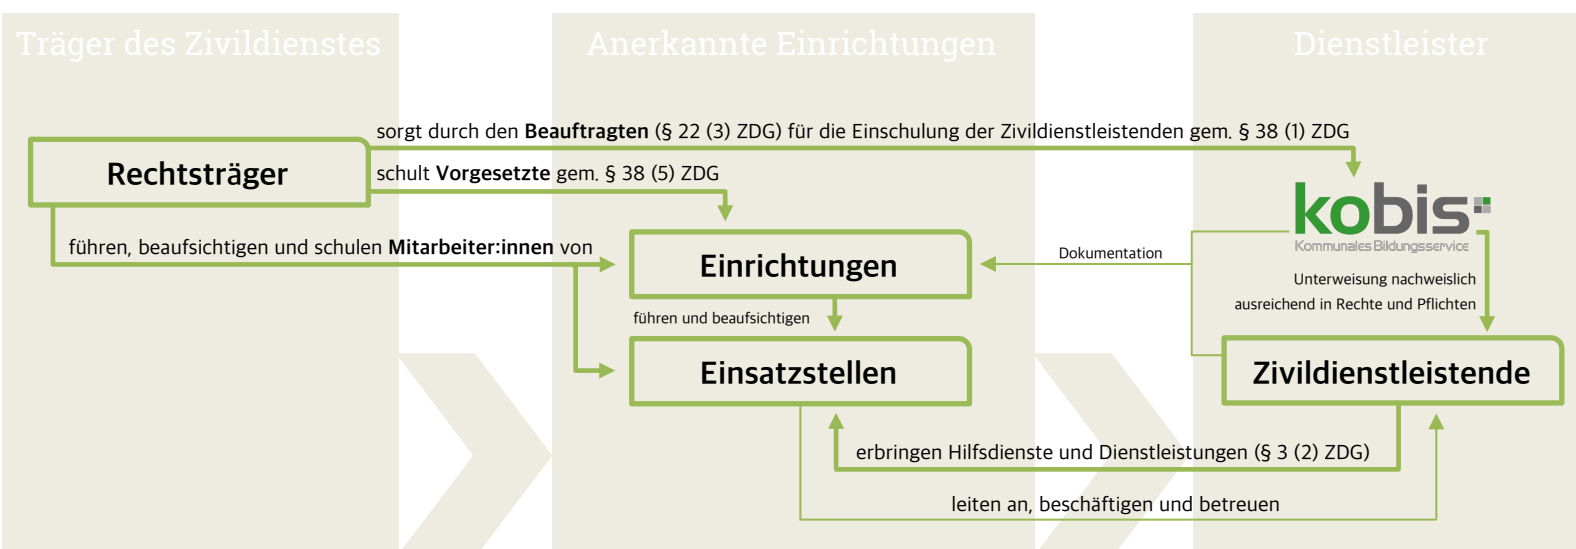 Träger des Zivildienstes
Anerkannte Einrichtungen
Dienstleister
sorgt durch den Beauftragten (§ 22 (3) ZDG) für die Einschulung der Zivildienstleistenden gem. § 38 (1) ZDG
Rechtsträger
schult Vorgesetzte gem. § 38 (5) ZDG
kobis
Kommunales Bildungsservice
führen, beaufsichtigen und schulen Mitarbeiter:innen von
Einrichtungen
Dokumentation
Unterweisung nachweislich
ausreichend in Rechte und Pflichten
führen und beaufsichtigen
Einsatzstellen
Zivildienstleistende
erbringen Hilfsdienste und Dienstleistungen (§ 3 (2) ZDG)
leiten an, beschäftigen und betreuen